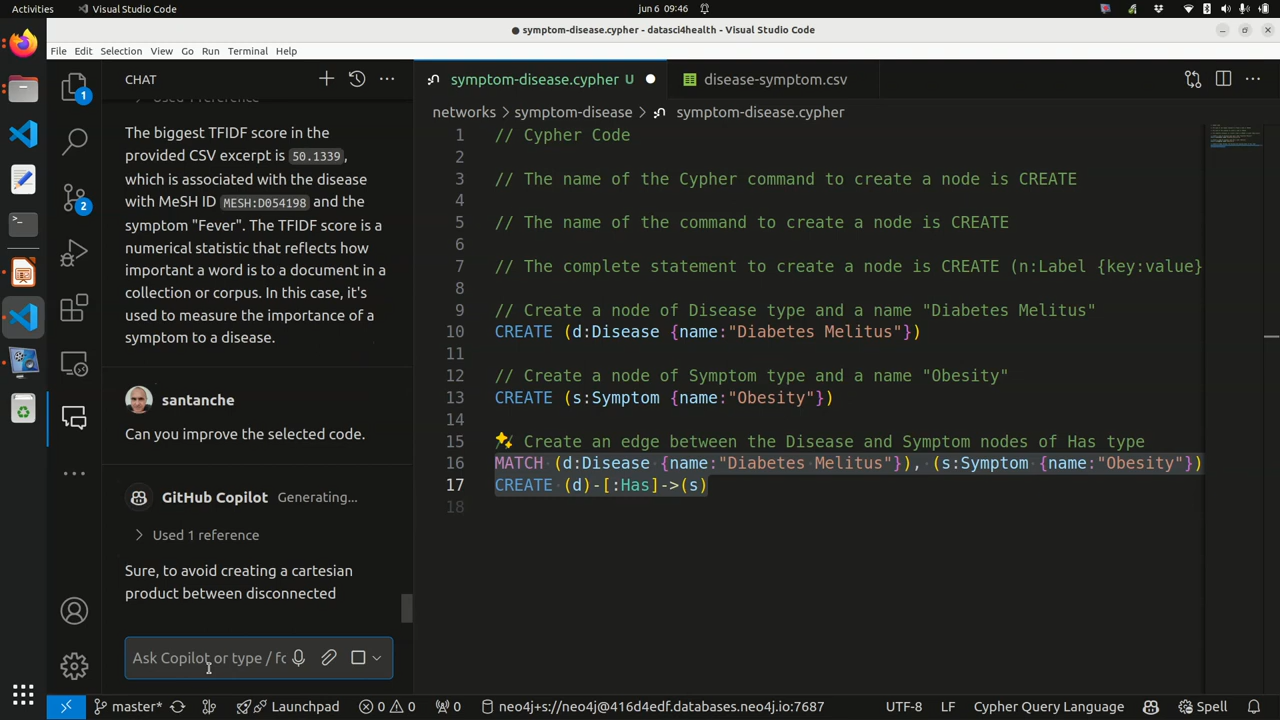 Activities
Visual Studio Code
jun 6 09:46
● symptom-disease.cypher - datasci4health - Visual Studio Code
File Edit Selection View Go Run Terminal Help
CHAT
Used 1 reference
The biggest TFIDF score in the
provided CSV excerpt is 50.1339,
which is associated with the disease
with MeSH ID MESH:D054198 and the
symptom "Fever". The TFIDF score is a
numerical statistic that reflects how
important a word is to a document in a
collection or corpus. In this case, it's
used to measure the importance of a
symptom to a disease.
santanche
Can you improve the selected code.
GitHub Copilot Generating...
Used 1 reference
Sure, to avoid creating a cartesian
product between disconnected
Ask Copilot or type / fo
1
2
symptom-disease.cypher U
disease-symptom.csv
networks > symptom-disease > symptom-disease.cypher
1 // Cypher Code
2
3 // The name of the Cypher command to create a node is CREATE
4
5 // The name of the command to create a node is CREATE
6
7 // The complete statement to create a node is CREATE (n:Label {key:value}
8
9 // Create a node of Disease type and a name "Diabetes Melitus"
10 CREATE (d:Disease {name:"Diabetes Melitus"})
11
12 // Create a node of Symptom type and a name "Obesity"
13 CREATE (s:Symptom {name:"Obesity"})
14
15 // Create an edge between the Disease and Symptom nodes of Has type
16 MATCH (d:Disease {name:"Diabetes Melitus"}), (s:Symptom {name:"Obesity"})
17 CREATE (d)-[:Has]->(s)
18
master* Launchpad 0 0 0 neo4j+s://neo4j@416d4edf.databases.neo4j.io:7687 UTF-8 LF Cypher Query Language Spell